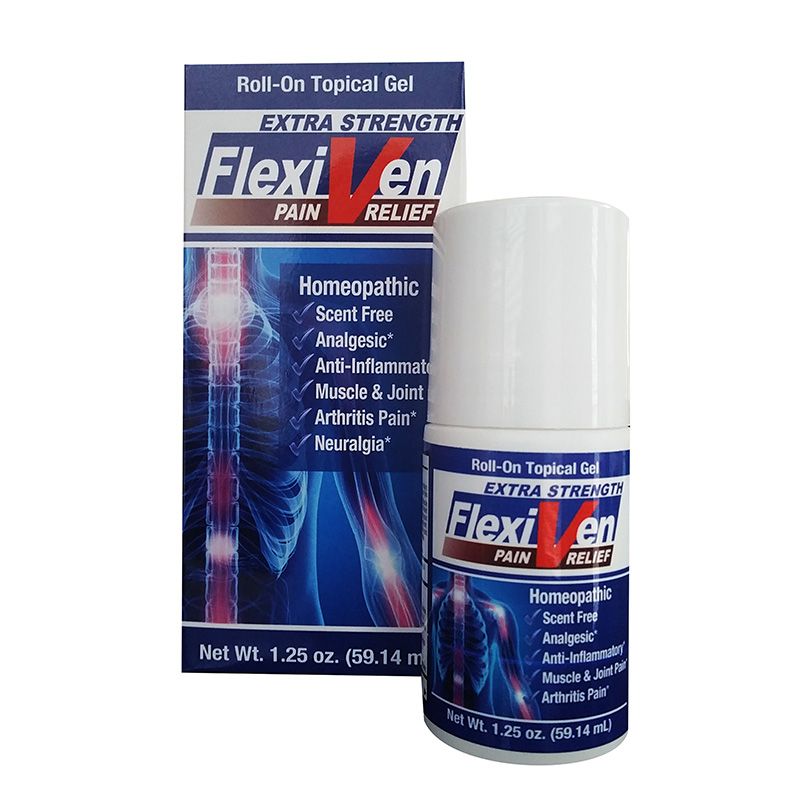 Roll-On Topical Gel
EXTRA STRENGTH
FlexiVen
PAIN RELIEF
Homeopathic
Scent Free
Analgesic*
Anti-Inflammato
Muscle & Joint
Arthritis Pain*
Neuralgia*
Net Wt. 1.25 oz. (59.14 m
Roll-On Topical Gel
EXTRA STRENGTH
FlexiVen
PAIN RELIEF
Homeopathic
Scent Free
Analgesic*
Anti-Inflammatory*
Muscle & Joint Pain*
Arthritis Pain*
Net Wt. 1.25 oz. (59.14 mL)